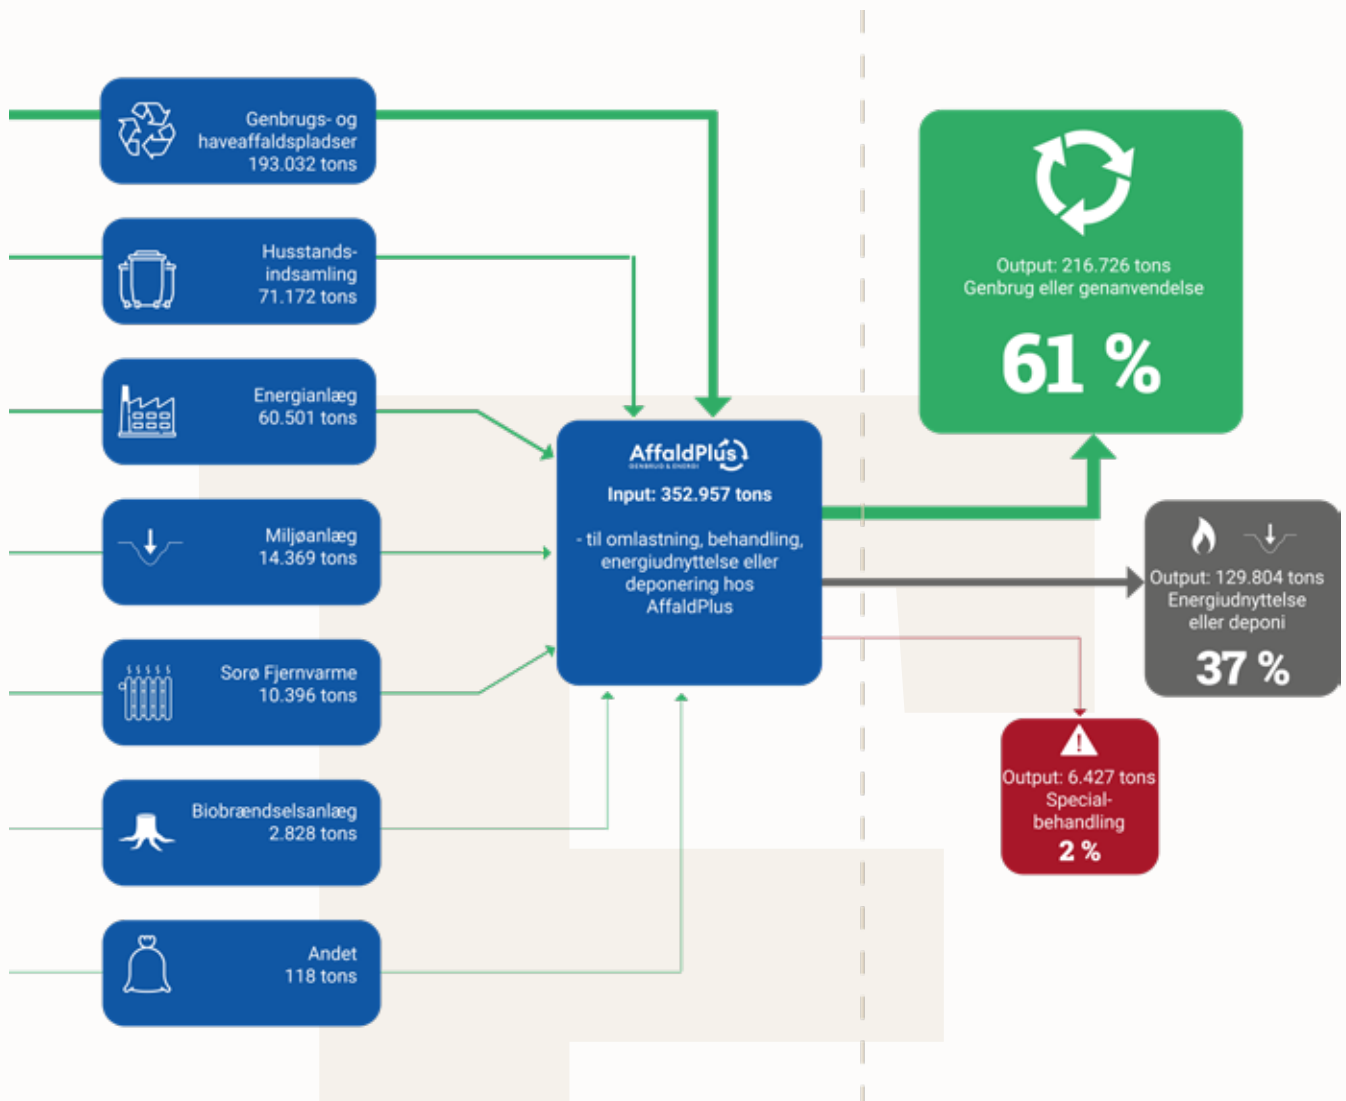 Genbrugs- og
haveaffaldspladser
193.032 tons
Husstands-
indsamling
71.172 tons
Energianlæg
60.501 tons
Miljøanlæg
14.369 tons
Sorø Fjernvarme
10.396 tons
Biobrændselsanlæg
2.828 tons
Andet
118 tons
AffaldPlus
GENBRUG & ENERGI
Input: 352.957 tons
- til omlastning, behandling,
energiudnyttelse eller
deponering hos
AffaldPlus
Output: 216.726 tons
Genbrug eller genanvendelse
61 %
Output: 129.804 tons
Energiudnyttelse
eller deponi
37 %
!
Output: 6.427 tons
Special-
behandling
2 %